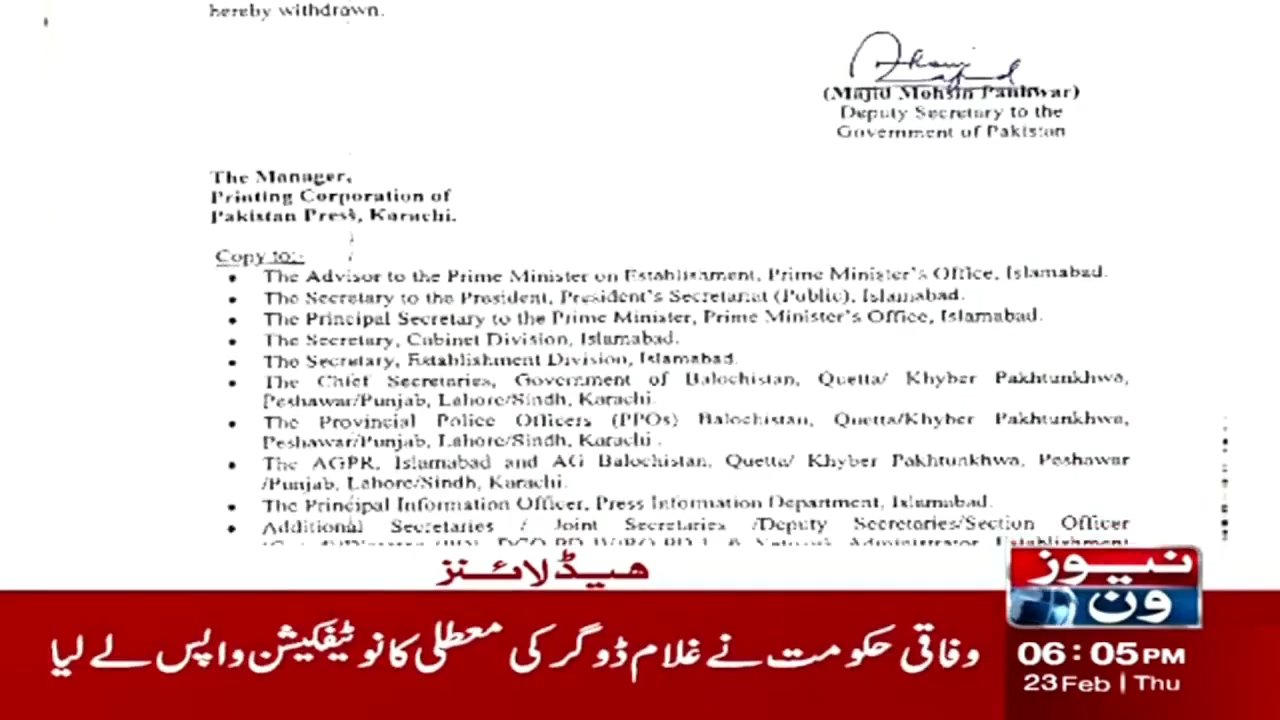 hereby withdrawn.
(Majid Mohsin Panhwar)
Deputy Secretary to the
Government of Pakistan
The Manager,
Printing Corporation of
Pakistan Press, Karachi.
Copy to:-
• The Advisor to the Prime Minister on Establishment, Prime Minister's Office, Islamabad.
• The Secretary to the President, President's Secretariat (Public), Islamabad.
• The Principal Secretary to the Prime Minister, Prime Minister's Office, Islamabad.
• The Secretary, Cabinet Division, Islamabad.
• The Secretary, Establishment Division, Islamabad.
• The Chief Secretaries, Government of Balochistan, Quetta/ Khyber Pakhtunkhwa,
Peshawar/Punjab, Lahore/Sindh, Karachi.
• The Provincial Police Officers (PPOs) Balochistan, Quetta/Khyber Pakhtunkhwa,
Peshawar/Punjab, Lahore/Sindh, Karachi.
• The AGPR, Islamabad and AG Balochistan, Quetta/ Khyber Pakhtunkhwa, Peshawar
/Punjab, Lahore/Sindh, Karachi.
• The Principal Information Officer, Press Information Department, Islamabad.
• Additional Secretaries / Joint Secretaries /Deputy Secretaries/Section Officer
Network Administrator Establishment
ہیڈلائنز
نیوز
ون
وفاقی حکومت نے غلام ڈوگر کی معطلی کا نوٹیفکیشن واپس لے لیا
06:05PM
23 Feb | Thu